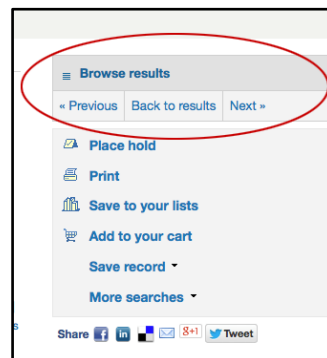 Browse results
« Previous Back to results Next »
Place hold
Print
Save to your lists
Add to your cart
Save record
More searches
s
Share f in g+1 Tweet